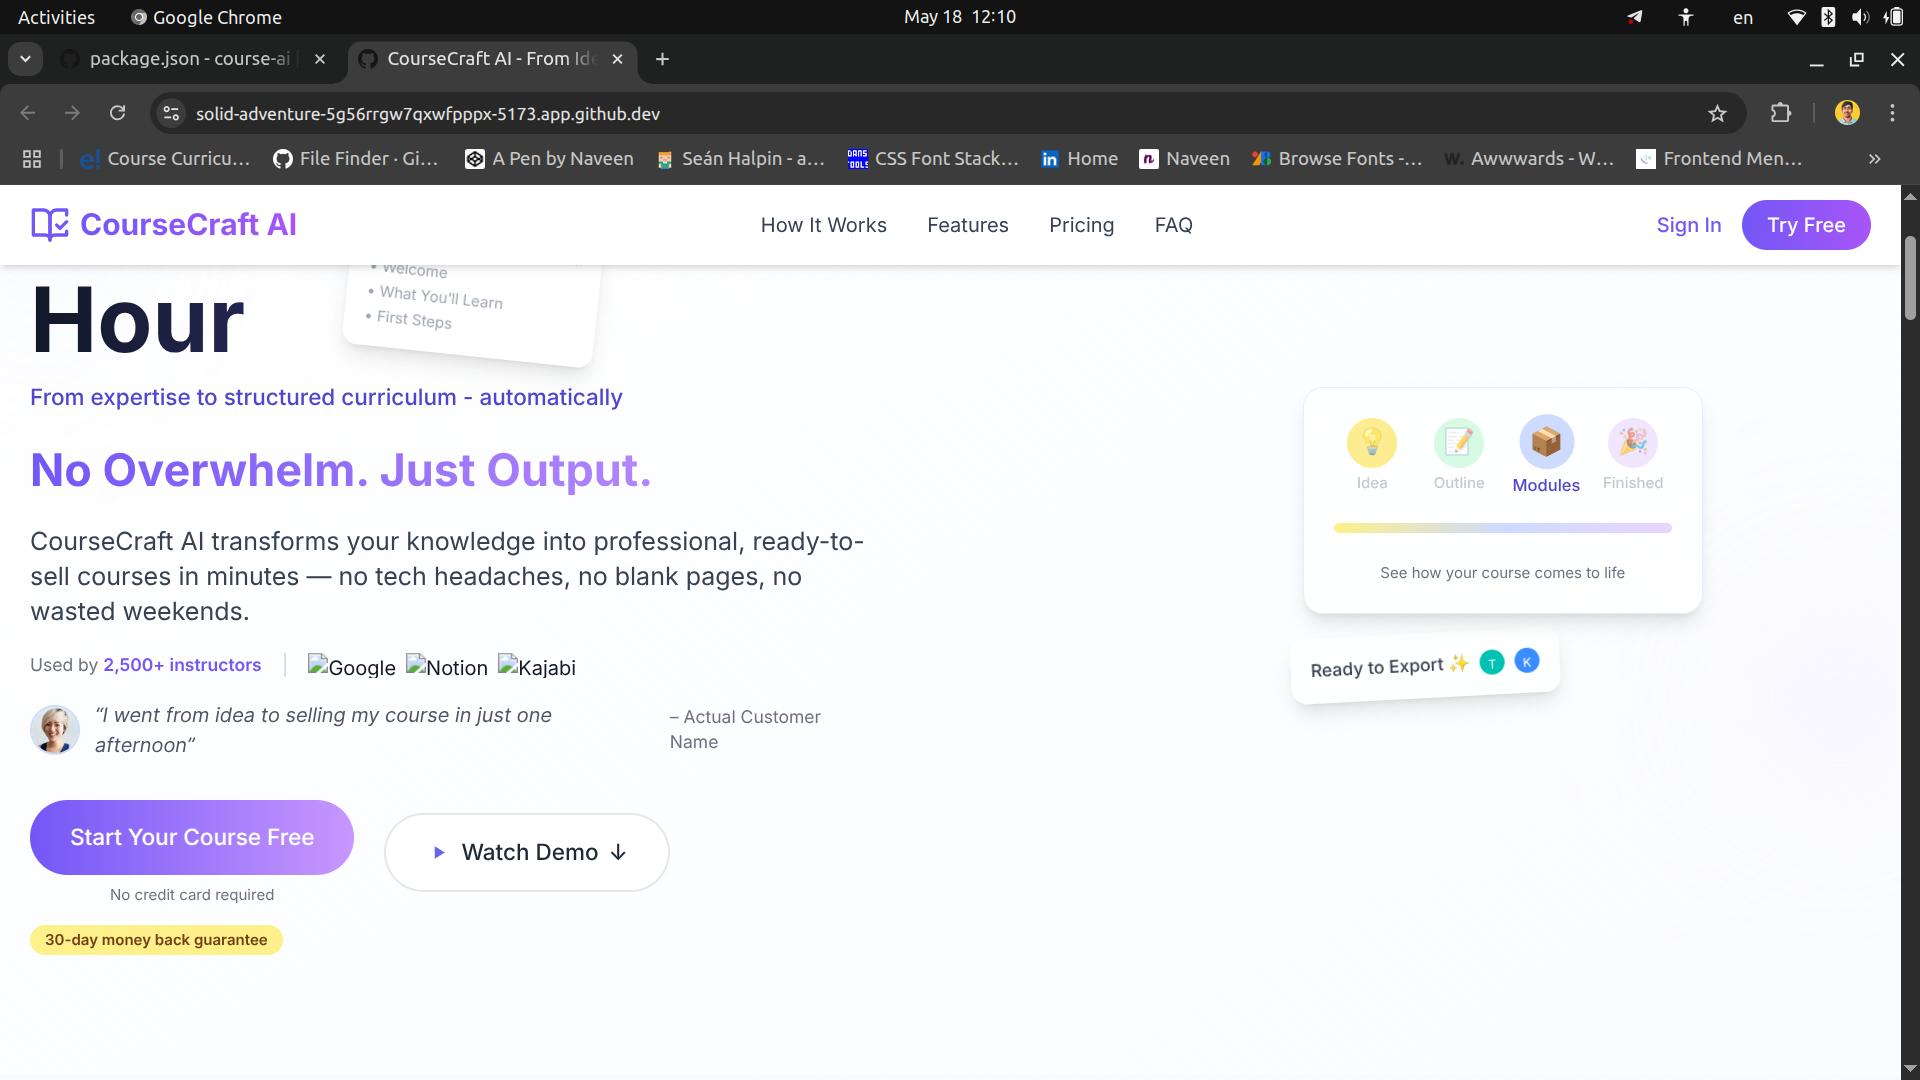 Activities
Google Chrome
May 18 12:10
en
package.json - course-ai
CourseCraft AI - From Ide
solid-adventure-5g56rrgw7qxwfpppx-5173.app.github.dev
Course Curricu…
File Finder · Gi…
A Pen by Naveen
Seán Halpin - a…
DANS TOOLS
CSS Font Stack…
in
Home
n
Naveen
Browse Fonts -…
W.
Awwwards - W…
Frontend Men…
»
CourseCraft AI
How It Works
Features
Pricing
FAQ
Sign In
Try Free
• Welcome
• What You'll Learn
• First Steps
Hour
From expertise to structured curriculum - automatically
No Overwhelm. Just Output.
CourseCraft AI transforms your knowledge into professional, ready-to-
sell courses in minutes — no tech headaches, no blank pages, no
wasted weekends.
Used by 2,500+ instructors
Google
Notion
Kajabi
“I went from idea to selling my course in just one
afternoon”
– Actual Customer
Name
Start Your Course Free
Watch Demo ↓
No credit card required
30-day money back guarantee
Idea
Outline
Modules
Finished
See how your course comes to life
Ready to Export ✨ T K